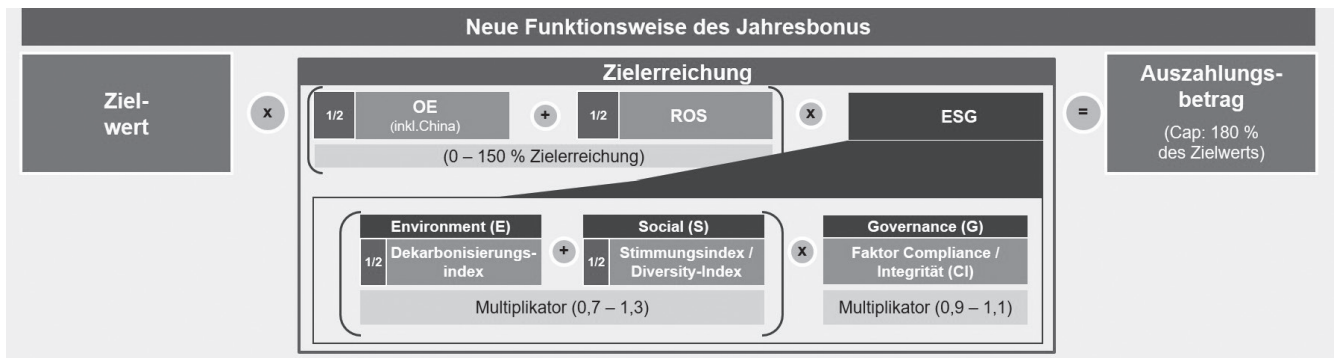 Neue Funktionsweise des Jahresbonus
Ziel-
wert
x
Zielerreichung
1/2
OE
(inkl.China)
+
1/2
ROS
(0 – 150 % Zielerreichung)
x
ESG
=
Auszahlungs-
betrag
(Cap: 180 %
des Zielwerts)
Environment (E)
1/2
Dekarbonisierungs-
index
+
Social (S)
1/2
Stimmungsindex /
Diversity-Index
Multiplikator (0,7 – 1,3)
x
Governance (G)
Faktor Compliance /
Integrität (CI)
Multiplikator (0,9 – 1,1)